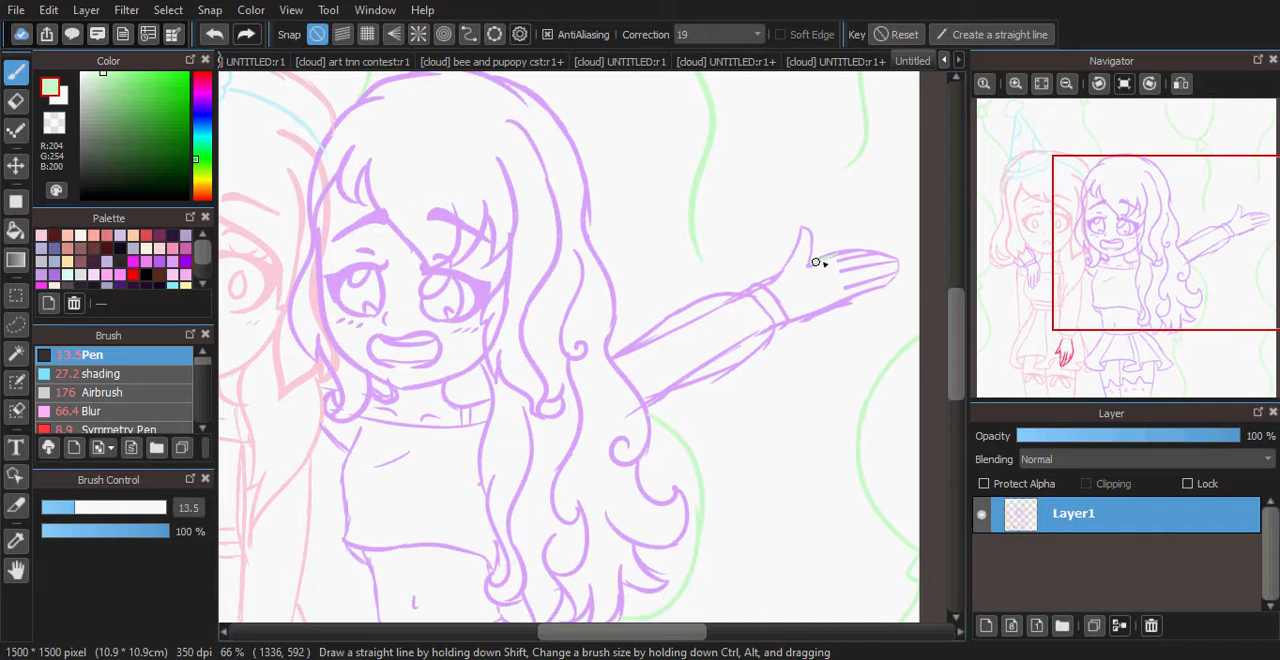 File Edit Layer Filter Select Snap Color View Tool Window Help
Snap AntiAliasing Correction 19 Soft Edge Key Reset Create a straight line
UNTITLED:r1 [cloud] art tnn contest:r1 [cloud] bee and pupopy cst:r1+ [cloud] UNTITLED:r1 [cloud] UNTITLED:r1+ [cloud] UNTITLED:r1+ Untitled
Color
R:204
G:254
B:200
Palette
---
Brush
13.5 Pen
27.2 shading
176 Airbrush
66.4 Blur
8.9 Symmetry Pen
T
Brush Control
13.5
100 %
Navigator
Layer
Opacity 100 %
Blending Normal
Protect Alpha Clipping Lock
Layer1
1500 * 1500 pixel (10.9 * 10.9cm) 350 dpi 66 % ( 1336, 592 ) Draw a straight line by holding down Shift, Change a brush size by holding down Ctrl, Alt, and dragging